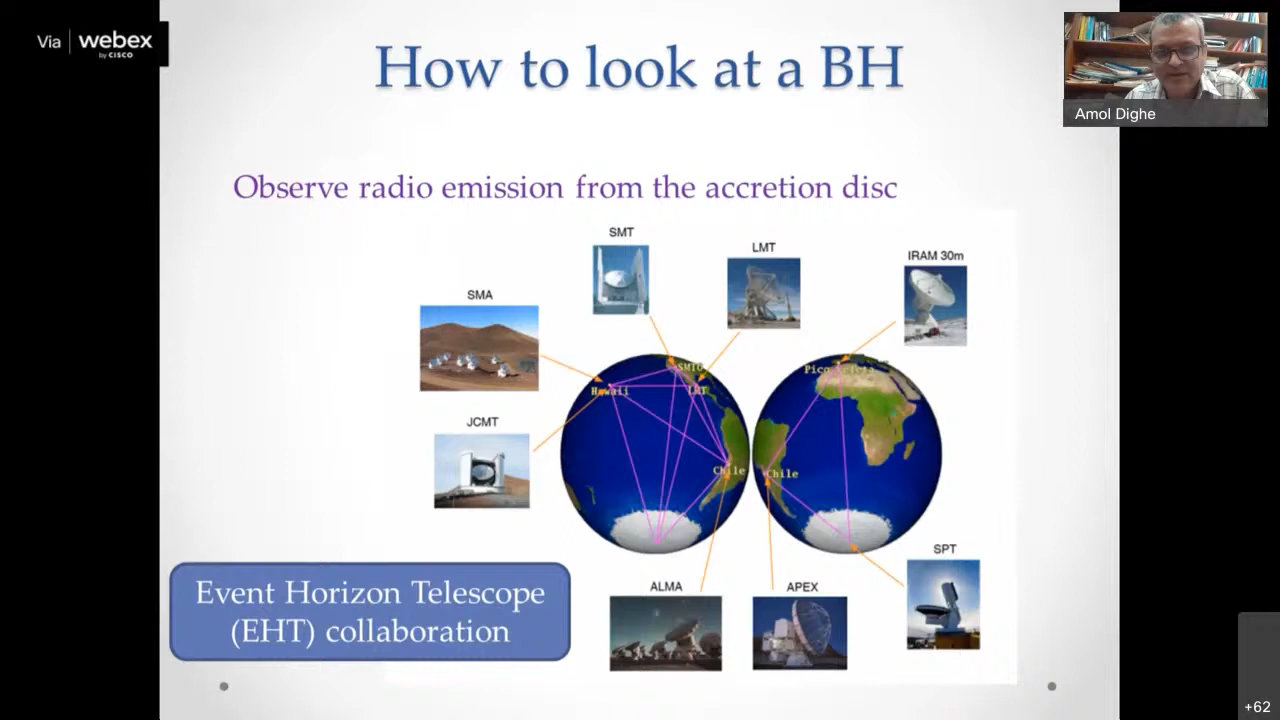 Via | webex
by CISCO
How to look at a BH
Amol Dighe
Observe radio emission from the accretion disc
SMT
LMT
IRAM 30m
SMA
SMTO
Pico
Hawaii
LMT
JCMT
Chile
Chile
SPT
ALMA
APEX
Event Horizon Telescope
(EHT) collaboration
+62